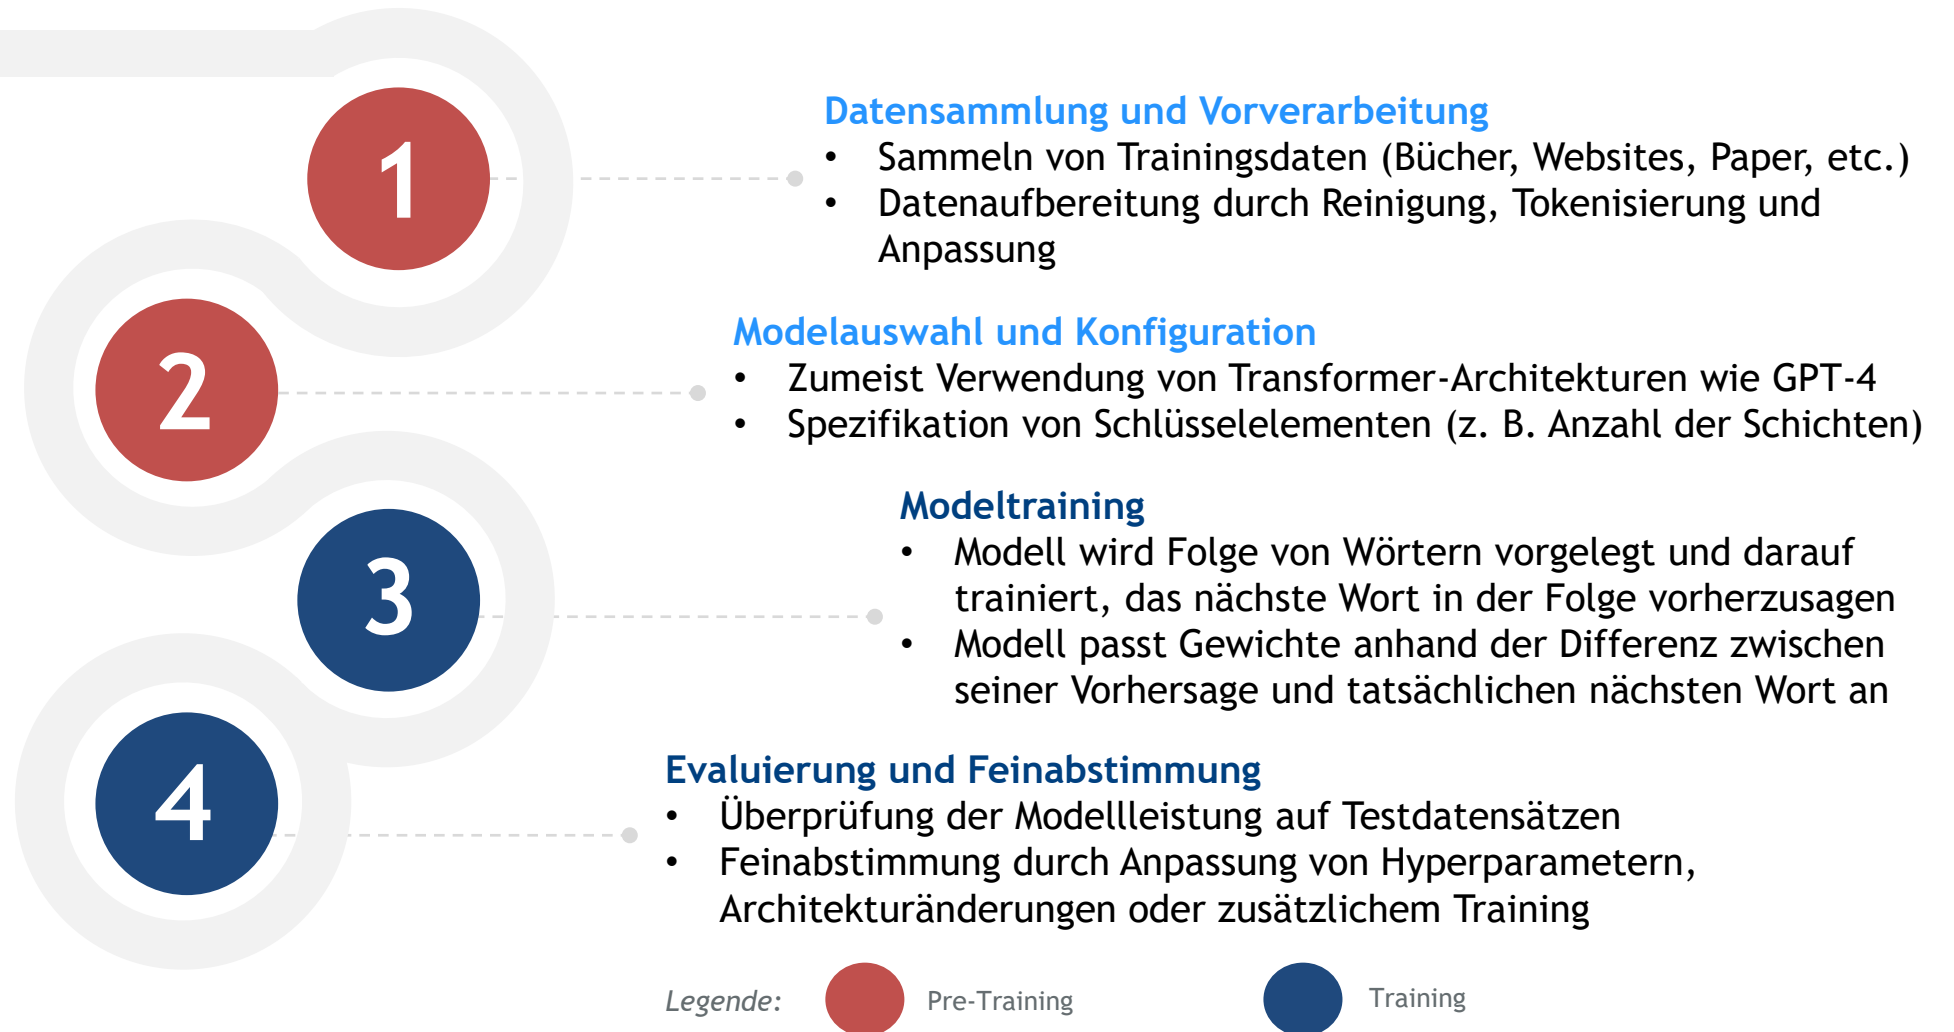 1
Datensammlung und Vorverarbeitung
• Sammeln von Trainingsdaten (Bücher, Websites, Paper, etc.)
• Datenaufbereitung durch Reinigung, Tokenisierung und
Anpassung
2
Modelauswahl und Konfiguration
• Zumeist Verwendung von Transformer-Architekturen wie GPT-4
• Spezifikation von Schlüsselelementen (z. B. Anzahl der Schichten)
3
Modeltraining
• Modell wird Folge von Wörtern vorgelegt und darauf
trainiert, das nächste Wort in der Folge vorherzusagen
• Modell passt Gewichte anhand der Differenz zwischen
seiner Vorhersage und tatsächlichen nächsten Wort an
4
Evaluierung und Feinabstimmung
• Überprüfung der Modellleistung auf Testdatensätzen
• Feinabstimmung durch Anpassung von Hyperparametern,
Architekturänderungen oder zusätzlichem Training
Legende: Pre-Training Training